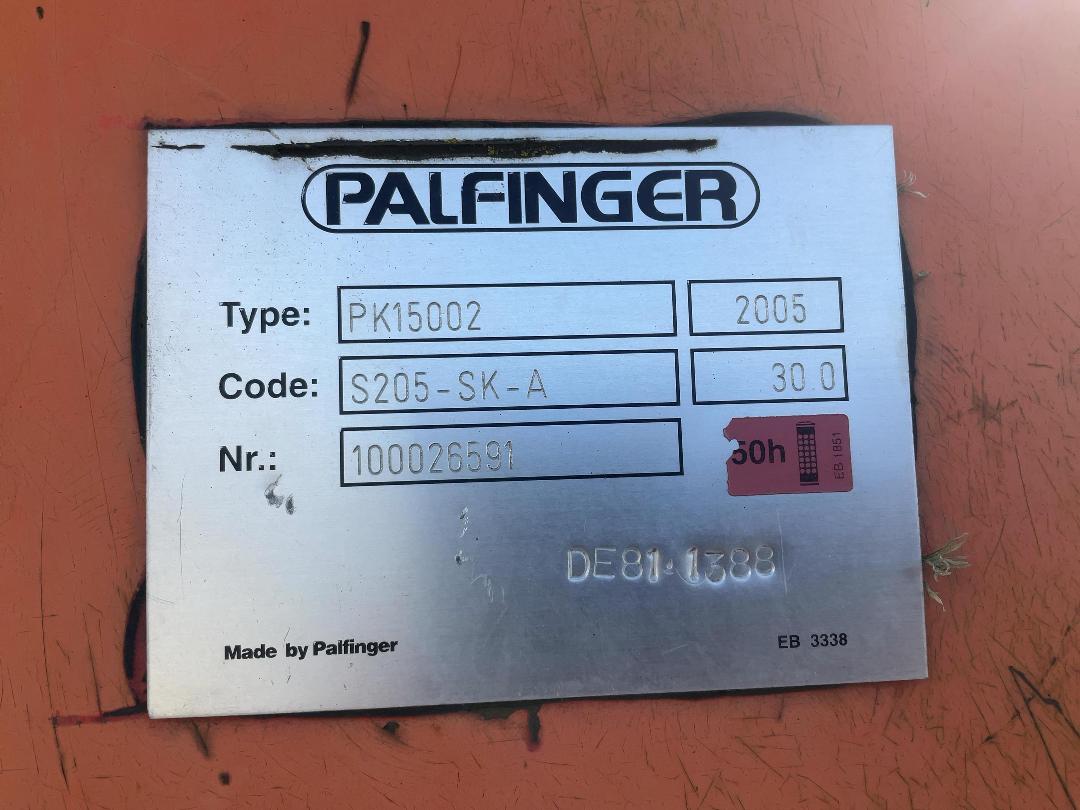 PALFINGER
Type: PK15002 2005
Code: S205-SK-A 30.0
Nr.: 100026591
50h EB 1851
DE81·1388
Made by Palfinger EB 3338